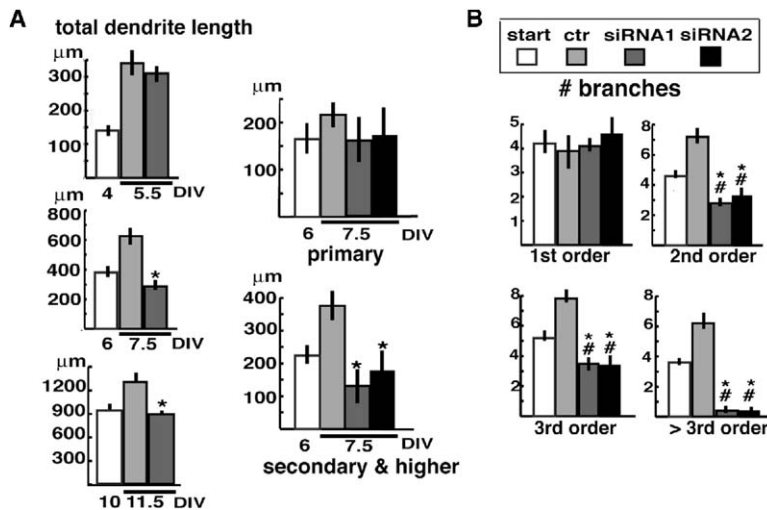 A
total dendrite length
μm
300
100
4 5.5 DIV
μm
800
600
400
200
6 7.5 DIV
μm
1200
900
600
300
10 11.5 DIV
μm
200
100
6 7.5 DIV
primary
μm
400
300
200
100
6 7.5 DIV
secondary & higher
*
*
* *
B
start ctr siRNA1 siRNA2
# branches
5
4
3
2
1
1st order
8
6
4
2
* *
# #
2nd order
8
6
4
2
* *
# #
3rd order
8
6
4
2
* *
# #
> 3rd order